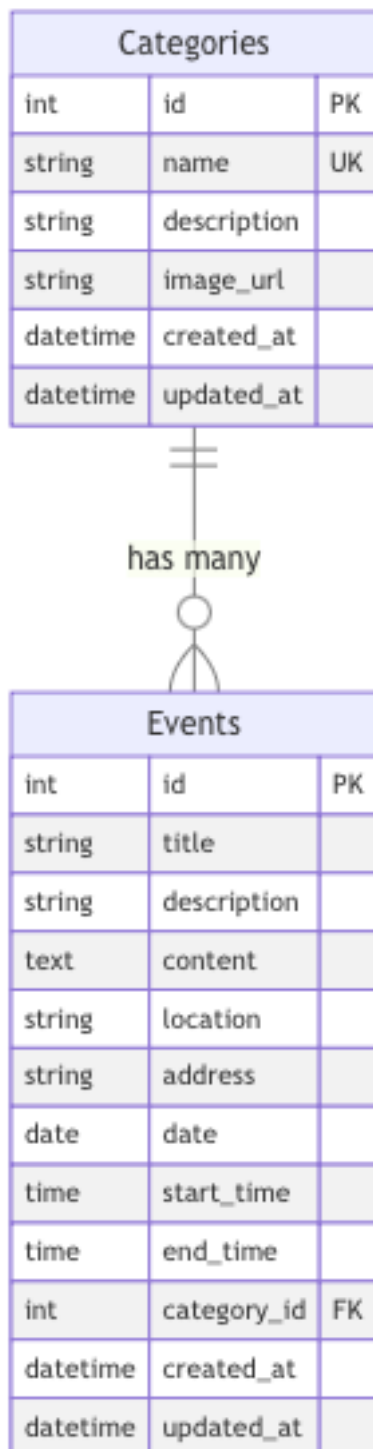 Categories
int id PK
string name UK
string description
string image_url
datetime created_at
datetime updated_at
has many
Events
int id PK
string title
string description
text content
string location
string address
date date
time start_time
time end_time
int category_id FK
datetime created_at
datetime updated_at